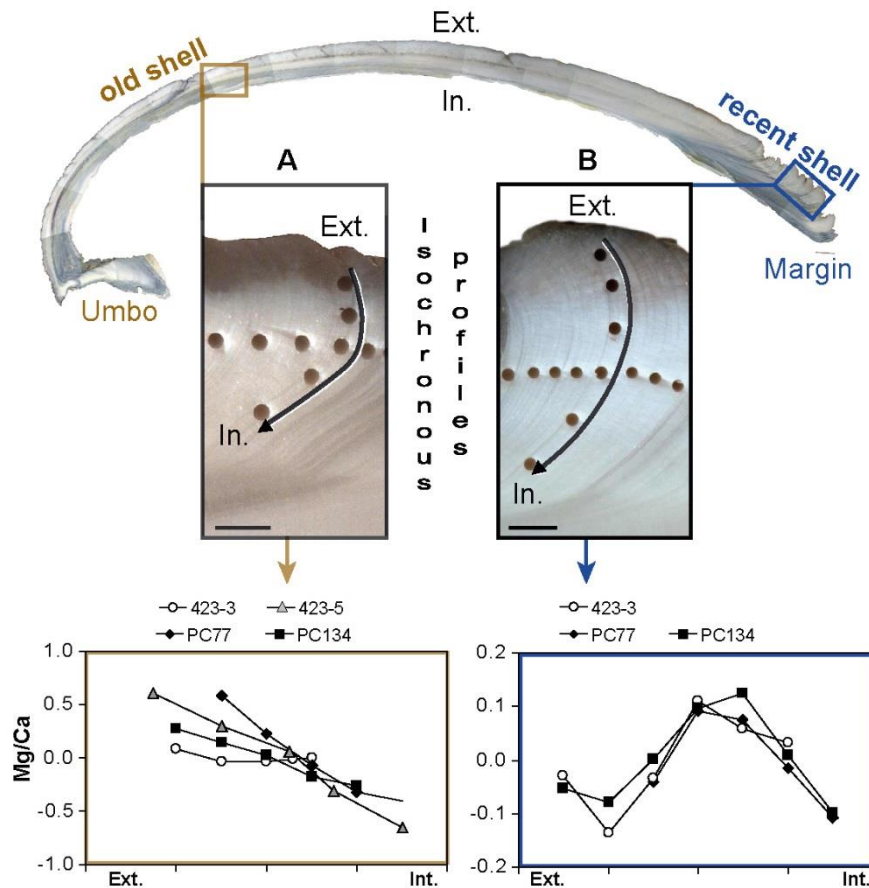 Ext.
old shell
In.
recent shell
A
B
Umbo
Margin
Ext.
Ext.
Isochronous
profiles
In.
In.
423-3 423-5
PC77 PC134
423-3
PC77 PC134
1.0
0.5
0.0
-0.5
-1.0
Mg/Ca
Ext. Int.
0.2
0.1
0.0
-0.1
-0.2
Ext. Int.